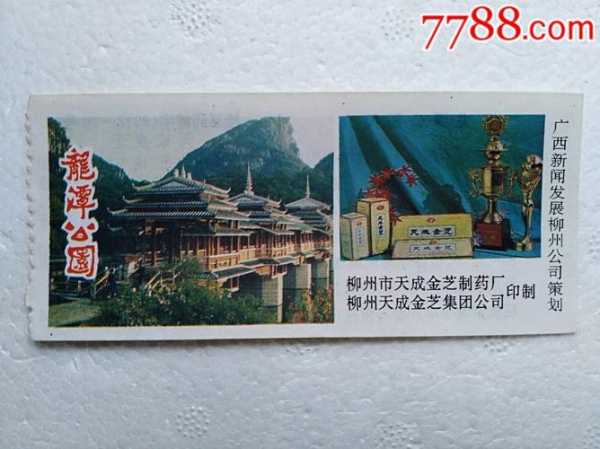 7788.com
龍潭公園
天成金芝
柳州市天成金芝制药厂
柳州天成金芝集团公司
印制
广西新闻发展柳州公司策划